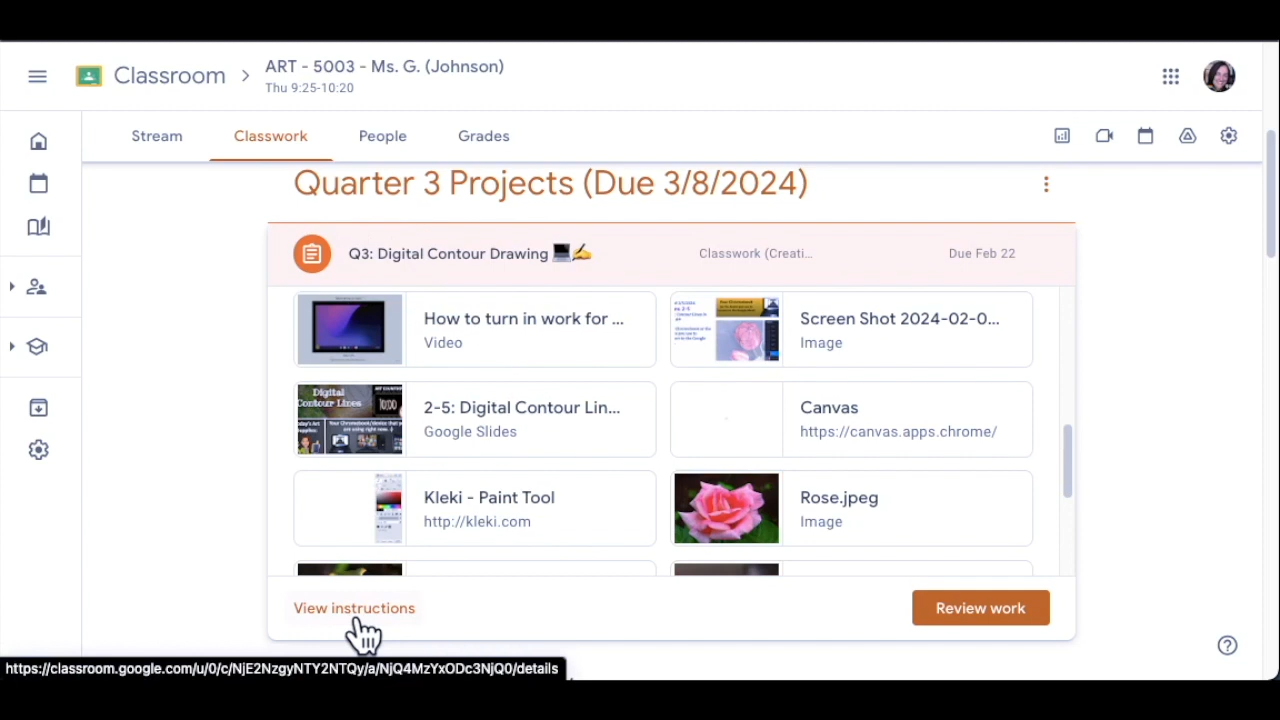 Classroom
ART - 5003 - Ms. G. (Johnson)
Thu 9:25-10:20
Stream
Classwork
People
Grades
Quarter 3 Projects (Due 3/8/2024)
Q3: Digital Contour Drawing 💻✍️
Classwork (Creati...
Due Feb 22
How to turn in work for ...
Video
Screen Shot 2024-02-0...
Image
2-5: Digital Contour Lin...
Google Slides
Digital
Contour Lines
Canvas
https://canvas.apps.chrome/
Kleki - Paint Tool
http://kleki.com
Rose.jpeg
Image
View instructions
Review work
https://classroom.google.com/u/0/c/NjE2NzgyNTY2NTQy/a/NjQ4MzYxODc3NjQ0/details